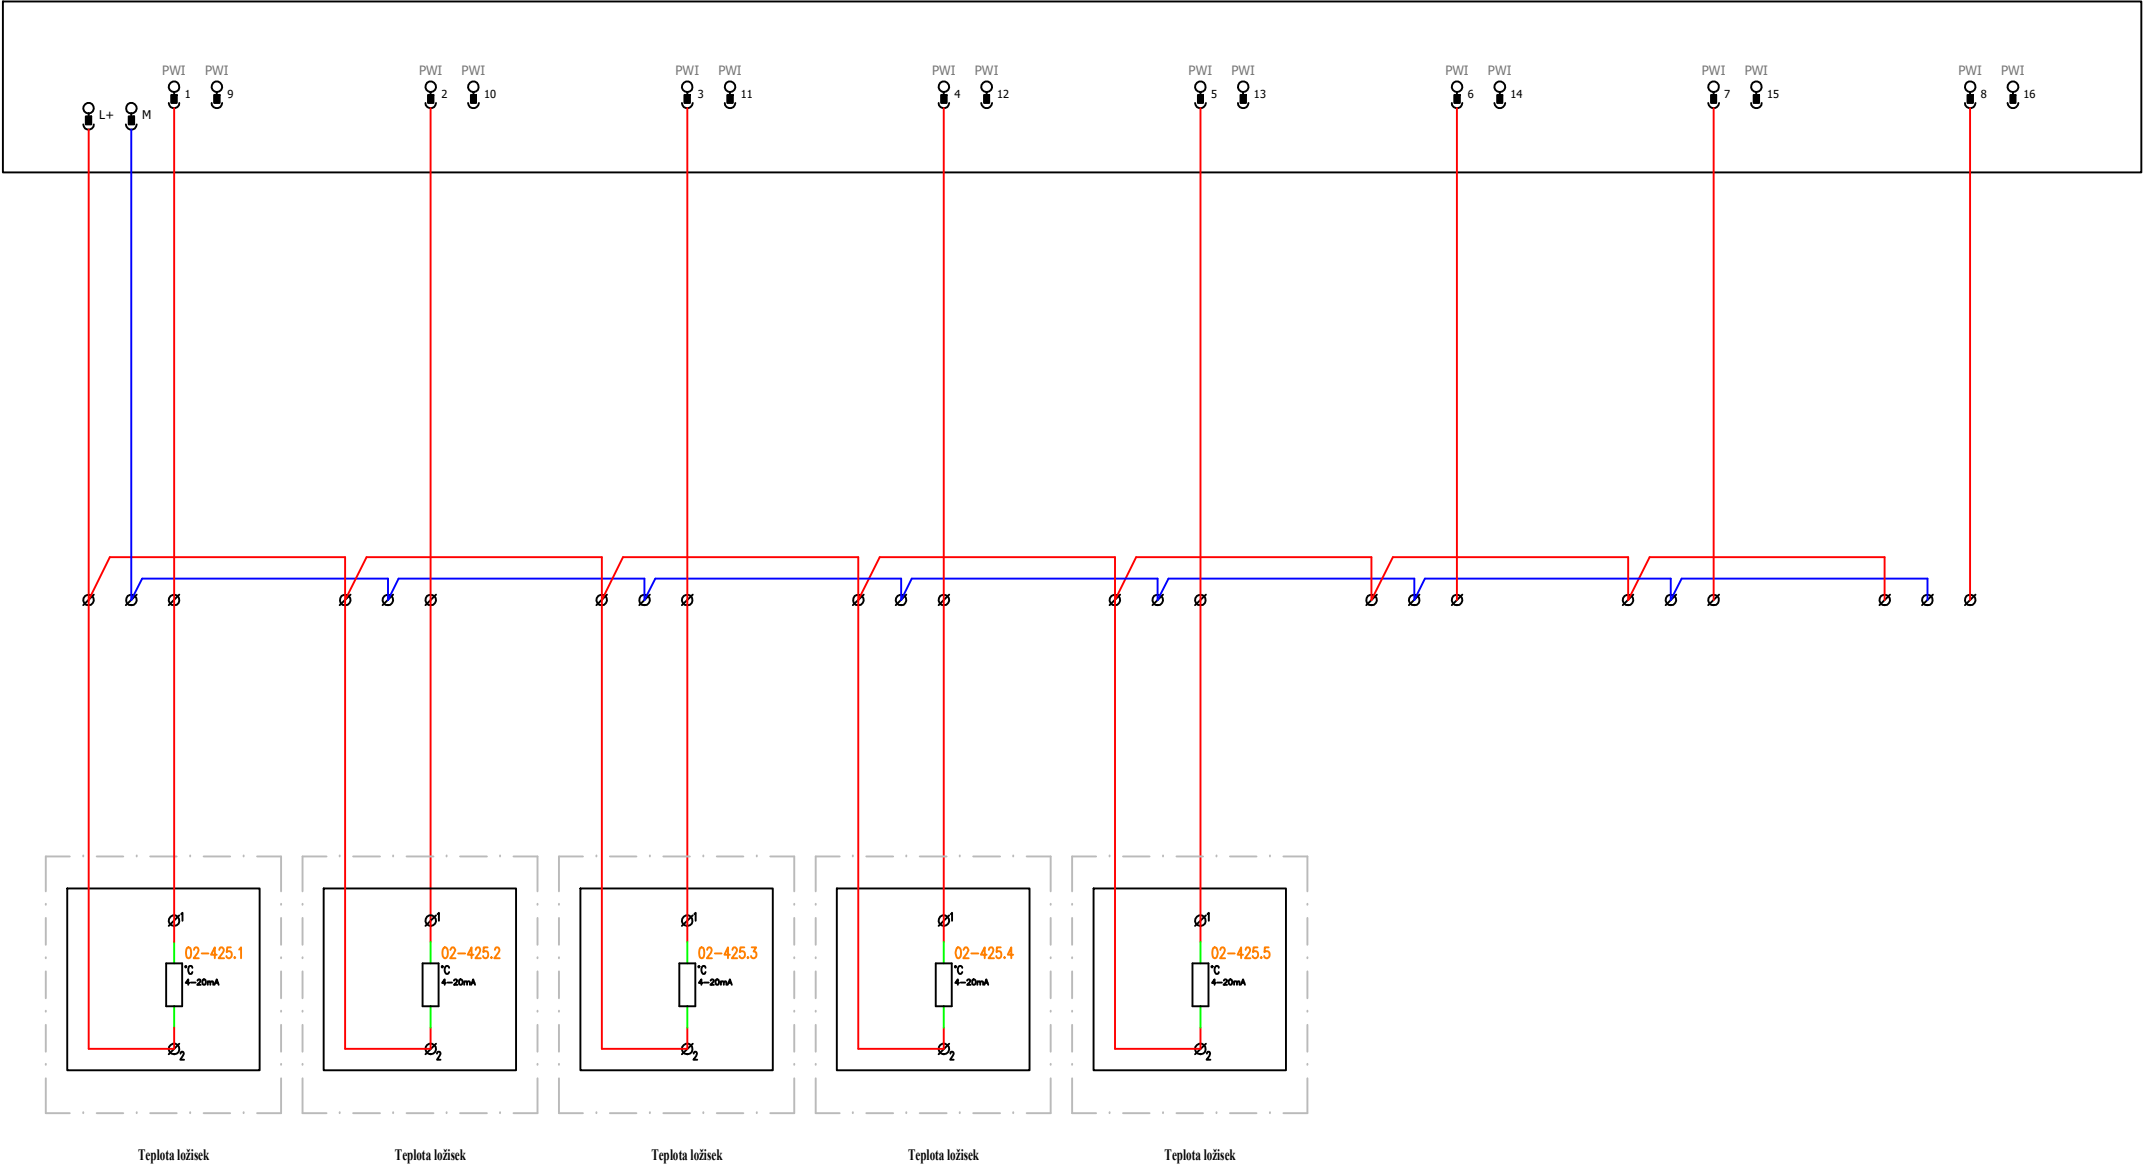 PWI PWI PWI PWI PWI PWI PWI PWI PWI PWI PWI PWI PWI PWI PWI PWI
1 9 2 10 3 11 4 12 5 13 6 14 7 15 8 16
L+ M
1 1 1 1 1
02-425.1 02-425.2 02-425.3 02-425.4 02-425.5
°C °C °C °C °C
4-20mA 4-20mA 4-20mA 4-20mA 4-20mA
2 2 2 2 2
Teplota ložisek Teplota ložisek Teplota ložisek Teplota ložisek Teplota ložisek